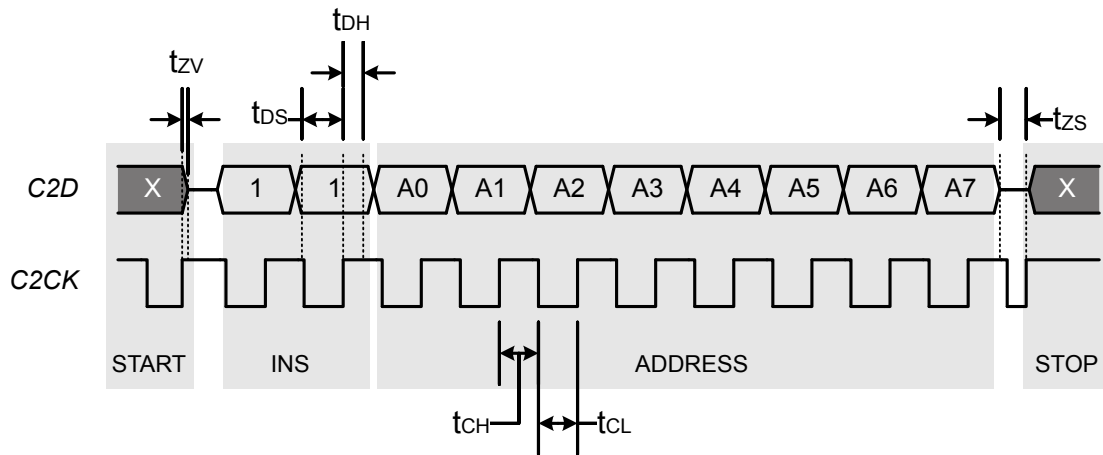 tDH
tZV
tDS
tZS
C2D X 1 1 A0 A1 A2 A3 A4 A5 A6 A7 X
C2CK
START INS ADDRESS STOP
tCH tCL